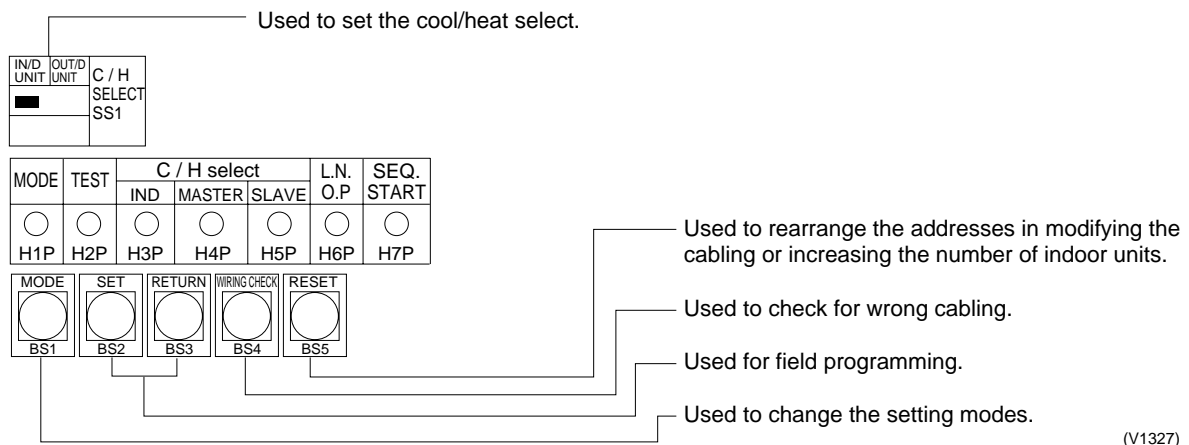 Used to set the cool/heat select.
IN/D UNIT
OUT/D UNIT
C / H SELECT SS1
MODE
TEST
C / H select
IND
MASTER
SLAVE
L.N. O.P
SEQ. START
H1P
H2P
H3P
H4P
H5P
H6P
H7P
MODE
SET
RETURN
WIRING CHECK
RESET
BS1
BS2
BS3
BS4
BS5
Used to rearrange the addresses in modifying the
cabling or increasing the number of indoor units.
Used to check for wrong cabling.
Used for field programming.
Used to change the setting modes.
(V1327)